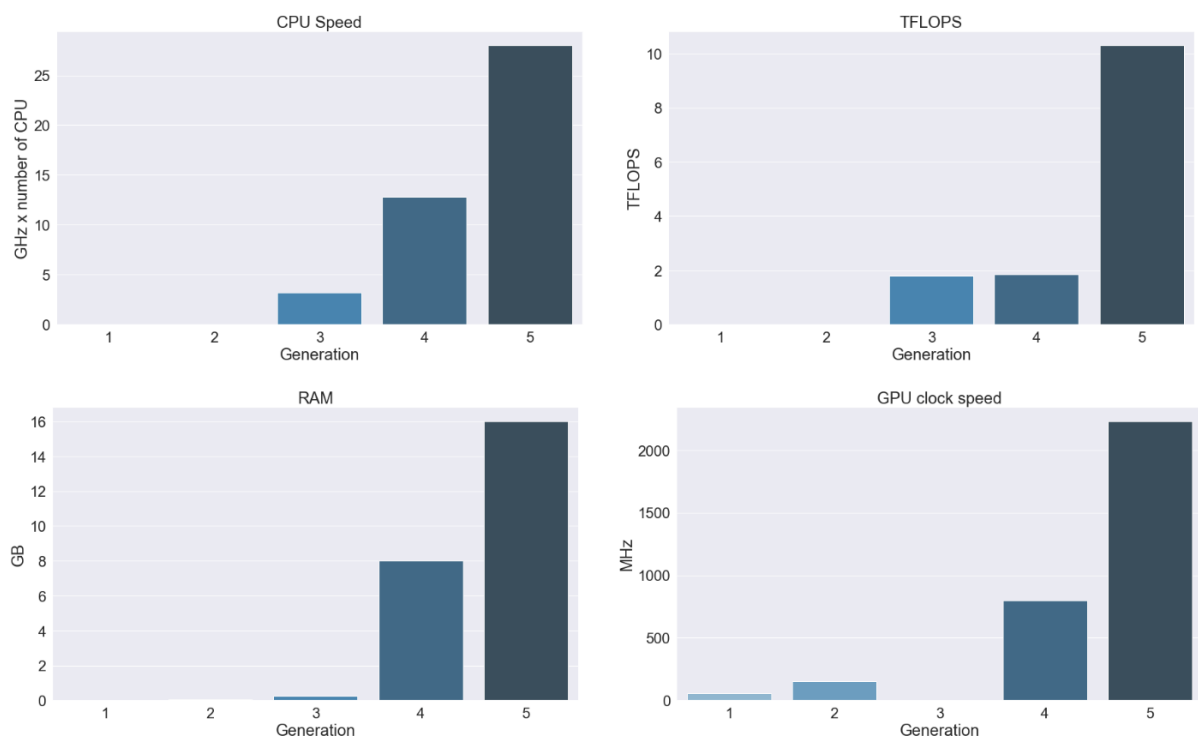 CPU Speed
GHz x number of CPU
25
20
15
10
5
0
1 2 3 4 5
Generation
TFLOPS
TFLOPS
10
8
6
4
2
0
1 2 3 4 5
Generation
RAM
GB
16
14
12
10
8
6
4
2
0
1 2 3 4 5
Generation
GPU clock speed
MHz
2000
1500
1000
500
0
1 2 3 4 5
Generation